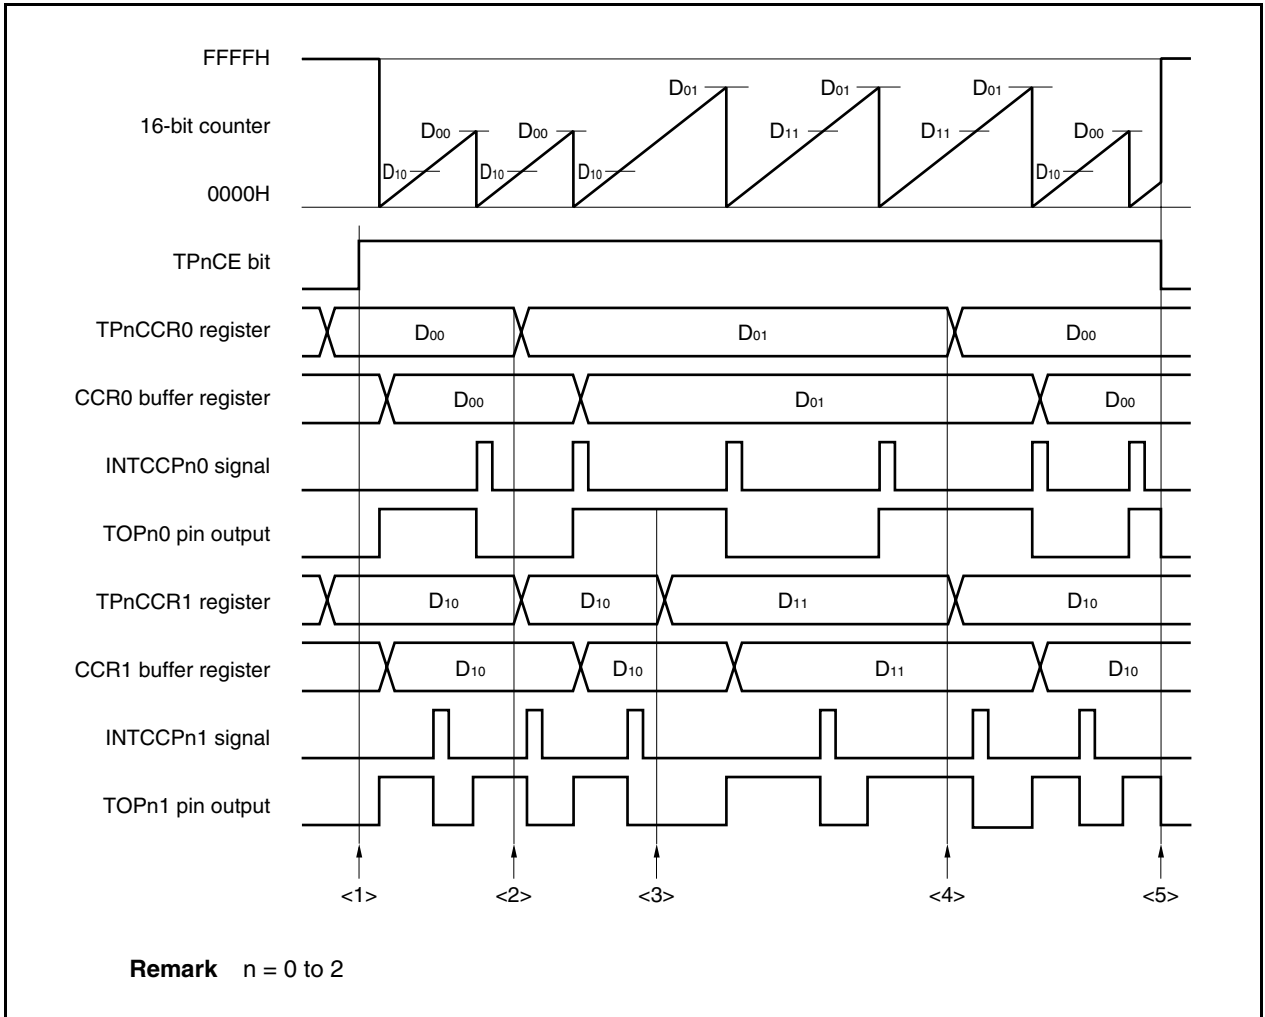 FFFFH
D01 D01 D01
16-bit counter
D00 D00 D11 D11 D00
D10 D10 D10 D10
0000H
TPnCE bit
TPnCCR0 register D00 D01 D00
CCR0 buffer register D00 D01 D00
INTCCPn0 signal
TOPn0 pin output
TPnCCR1 register D10 D10 D11 D10
CCR1 buffer register D10 D10 D11 D10
INTCCPn1 signal
TOPn1 pin output
<1> <2> <3> <4> <5>
Remark n = 0 to 2